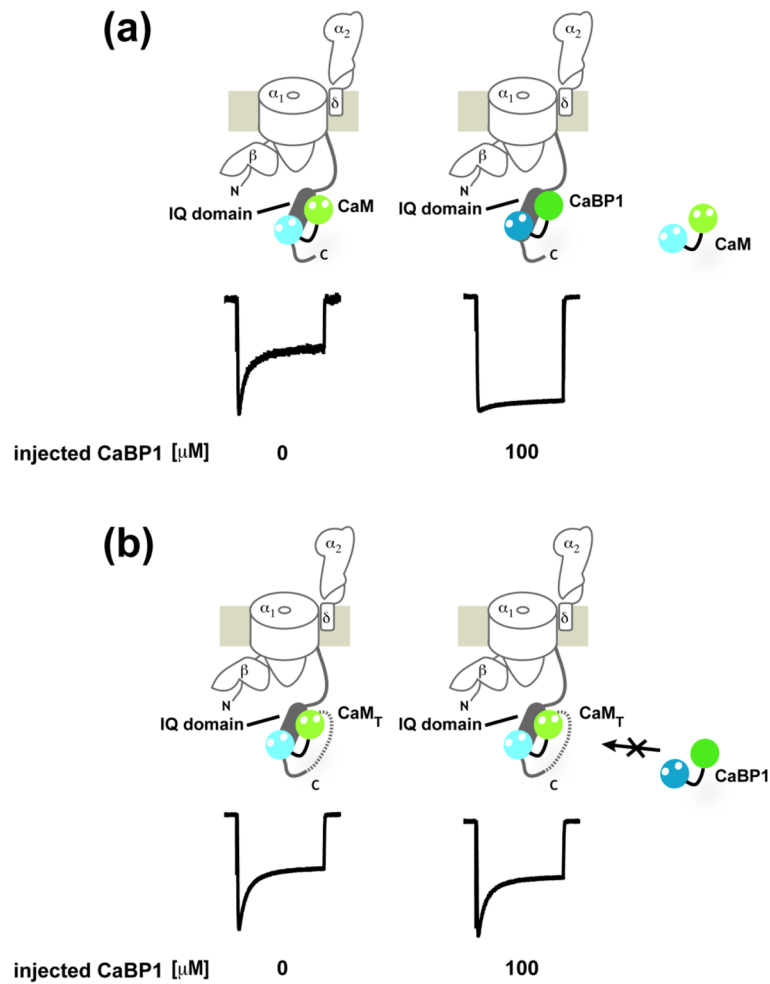 (a)
α2
α2
α1
δ
α1
δ
β
β
N
N
IQ domain
CaM
IQ domain
CaBP1
CaM
C
C
injected CaBP1 [μM]
0
100
(b)
α2
α2
α1
δ
α1
δ
β
β
N
N
IQ domain
CaMT
IQ domain
CaMT
CaBP1
C
C
injected CaBP1 [μM]
0
100